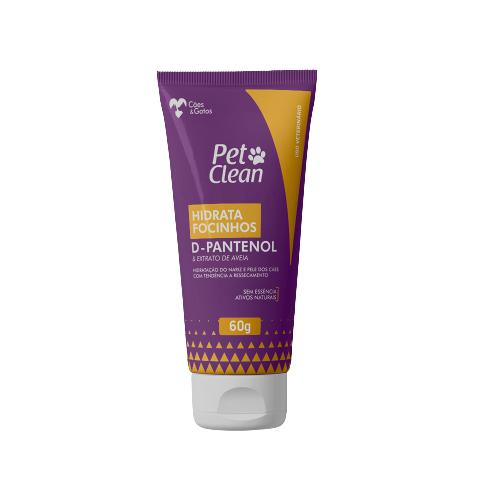 Cães
&Gatos
USO VETERINÁRIO
Pet
Clean
HIDRATA
FOCINHOS
D-PANTENOL
& EXTRATO DE AVEIA
HIDRATAÇÃO DO NARIZ E PELE DOS CÃES
COM TENDÊNCIA A RESSECAMENTO
SEM ESSÊNCIA
ATIVOS NATURAIS
60g